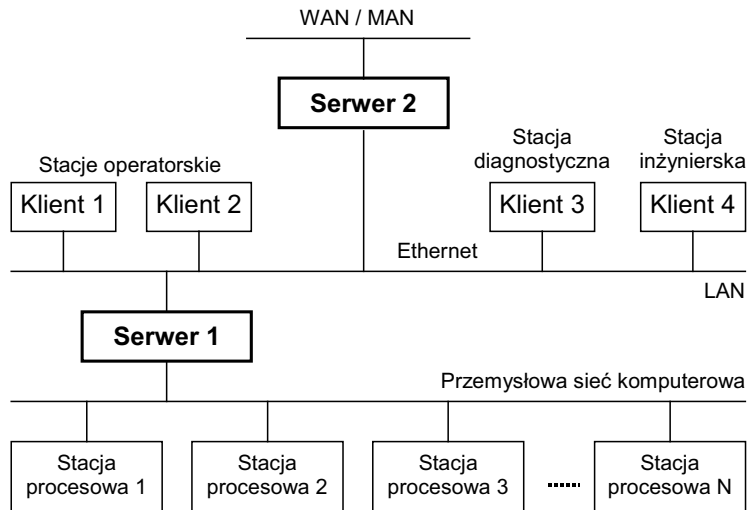 WAN / MAN
Serwer 2
Stacje operatorskie
Stacja
diagnostyczna
Stacja
inżynierska
Klient 1
Klient 2
Klient 3
Klient 4
Ethernet
LAN
Serwer 1
Przemysłowa sieć komputerowa
Stacja
procesowa 1
Stacja
procesowa 2
Stacja
procesowa 3
Stacja
procesowa N